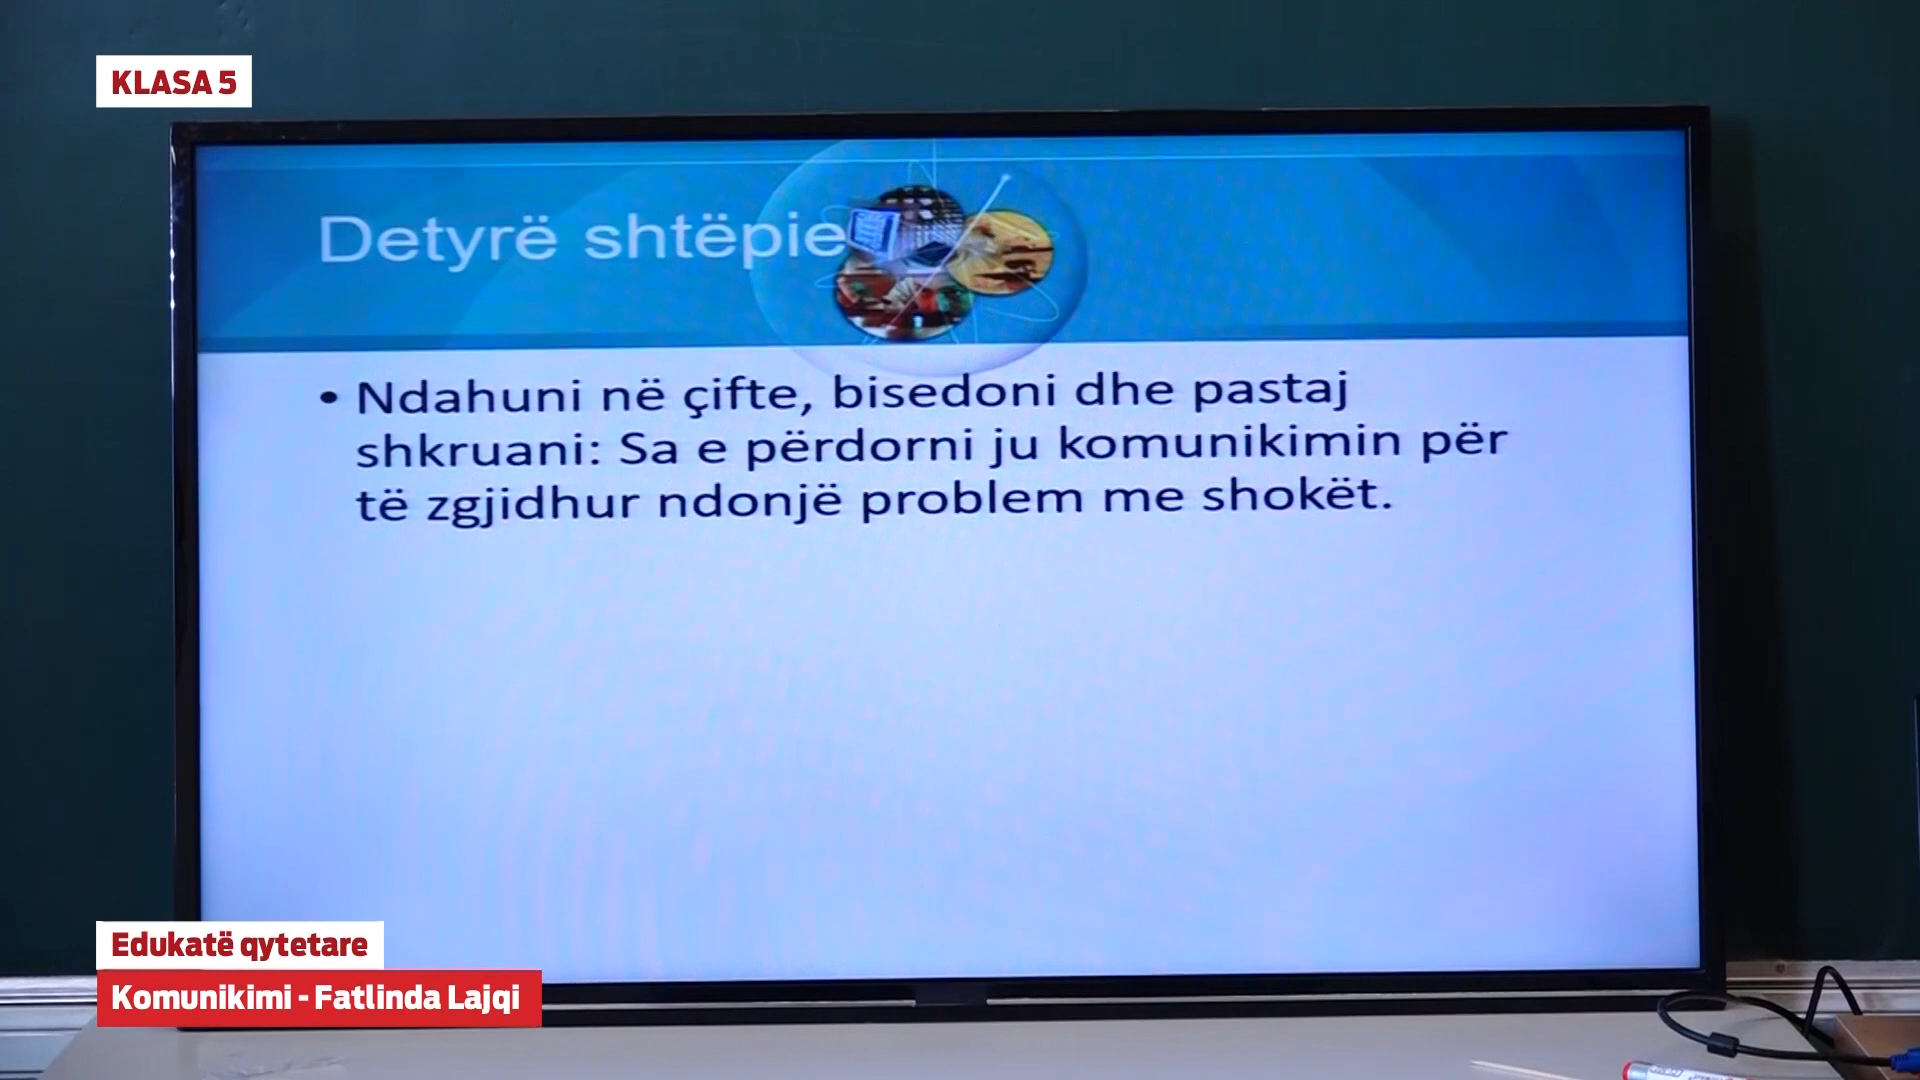 KLASA 5
Detyrë shtëpie
• Ndahuni në çifte, bisedoni dhe pastaj
shkruani: Sa e përdorni ju komunikimin për
të zgjidhur ndonjë problem me shokët.
Edukatë qytetare
Komunikimi - Fatlinda Lajqi